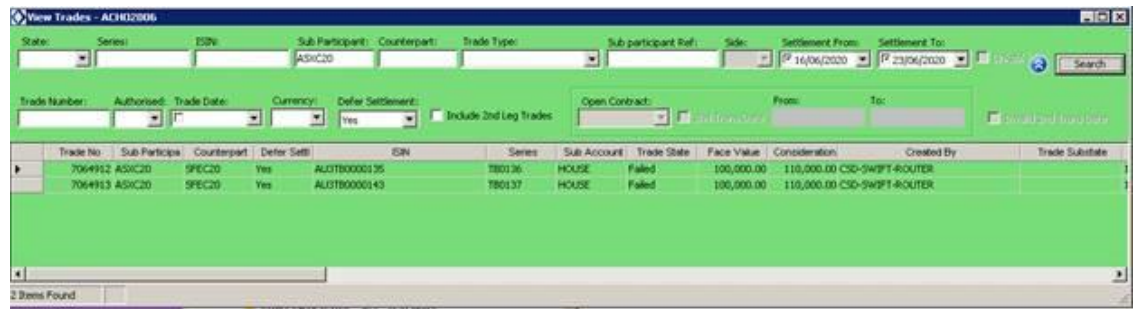 View Trades - ACHO2006
State: Series: ISIN: Sub Participant: Counterpart: Trade Type: Sub participant Ref: Side: Settlement From: Settlement To:
ASXC20 16/06/2020 23/06/2020 Search
Trade Number: Authorised: Trade Date: Currency: Defer Settlement: Open Contract: From: To:
Yes Include 2nd Leg Trades
Trade No Sub Participa Counterpart Defer Settl ISIN Series Sub Account Trade State Face Value Consideration Created By Trade Substate
7064912 ASXC20 SFEC20 Yes AU3TB0000135 TB0136 HOUSE Failed 100,000.00 110,000.00 CSD-SWIFT-ROUTER
7064913 ASXC20 SFEC20 Yes AU3TB0000143 TB0137 HOUSE Failed 100,000.00 110,000.00 CSD-SWIFT-ROUTER
2 Items Found